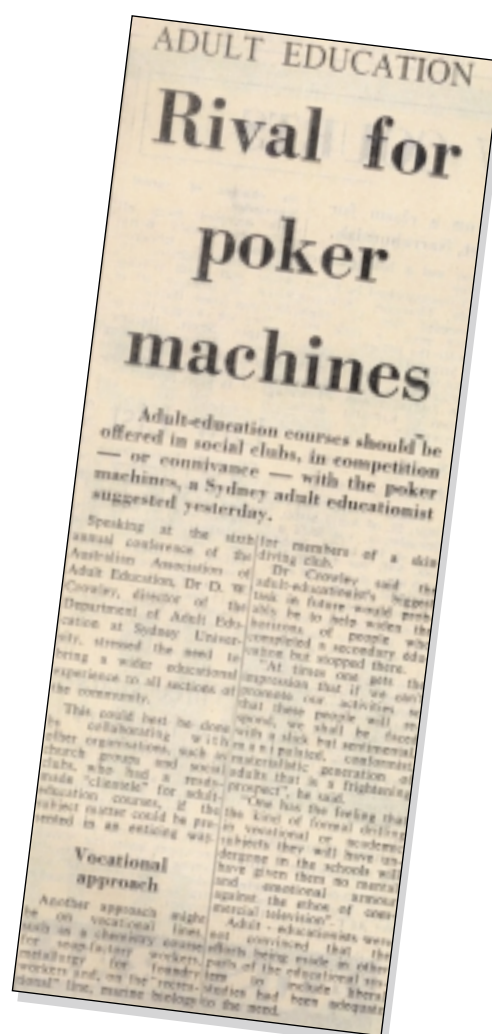 ADULT EDUCATION
Rival for
poker
machines
Adult-education courses should be
offered in social clubs, in competition
— or connivance — with the poker
machines, a Sydney adult educationist
suggested yesterday.
Speaking at the sixth
annual conference of the
Australian Association of
Adult Education, Dr D. W.
Crowley, director of the
Department of Adult Edu-
cation at Sydney Univer-
sity, stressed the need to
bring a wider educational
experience to all sections of
the community.
This could best be done
by collaborating with
other organisations, such as
church groups and social
clubs, who had a ready-
made "clientele" for adult-
education courses, if the
subject matter could be pre-
sented in an enticing way.
Vocational
approach
Another approach might
be on vocational lines,
such as a chemistry course
for soap-factory workers,
metallurgy for foundry
workers and, on the "recrea-
tional" line, marine biology
for members of a skin
diving club.
Dr Crowley said the
adult-educationist's biggest
task in future would prob-
ably be to help widen the
horizons of people who
completed a secondary edu-
cation but stopped there.
"At times one gets the
impression that if we can't
promote our activities so
that these people will re-
spond, we shall be faced
with a slick but sentimental,
manipulated, conformist
materialistic generation of
adults that is a frightening
prospect", he said.
"One has the feeling that
the kind of formal drilling
in vocational or academic
subjects they will have un-
dergone in the schools will
have given them no mental
and emotional armour
against the ethos of com-
mercial television".
Adult-educationists were
not convinced that the
efforts being made in other
parts of the educational sys-
tem to include liberal
studies had been adequate
to the need.